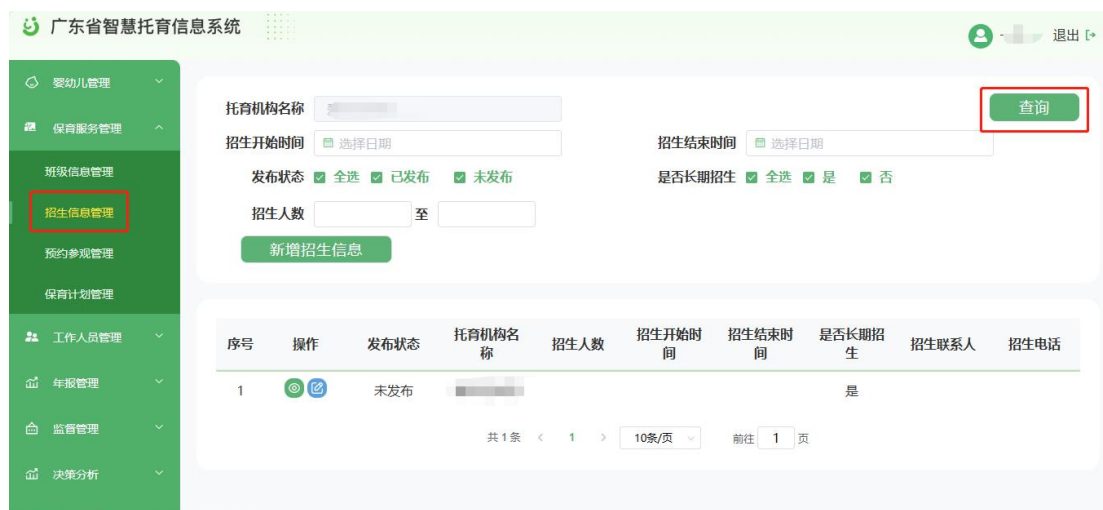 广东省智慧托育信息系统
退出
婴幼儿管理
保育服务管理
班级信息管理
招生信息管理
预约参观管理
保育计划管理
工作人员管理
年报管理
监督管理
决策分析
托育机构名称
查询
招生开始时间 选择日期 招生结束时间 选择日期
发布状态 全选 已发布 未发布 是否长期招生 全选 是 否
招生人数 至
新增招生信息
序号 操作 发布状态 托育机构名称 招生人数 招生开始时间 招生结束时间 是否长期招生 招生联系人 招生电话
1 未发布 是
共1条 < 1 > 10条/页 前往 1 页